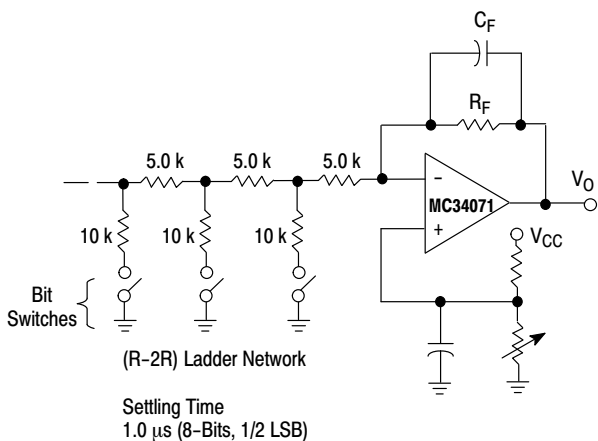 C_F
R_F
5.0 k 5.0 k 5.0 k
–
MC34071
+
V_O
10 k 10 k 10 k
V_CC
Bit
Switches
(R–2R) Ladder Network
Settling Time
1.0 μs (8–Bits, 1/2 LSB)